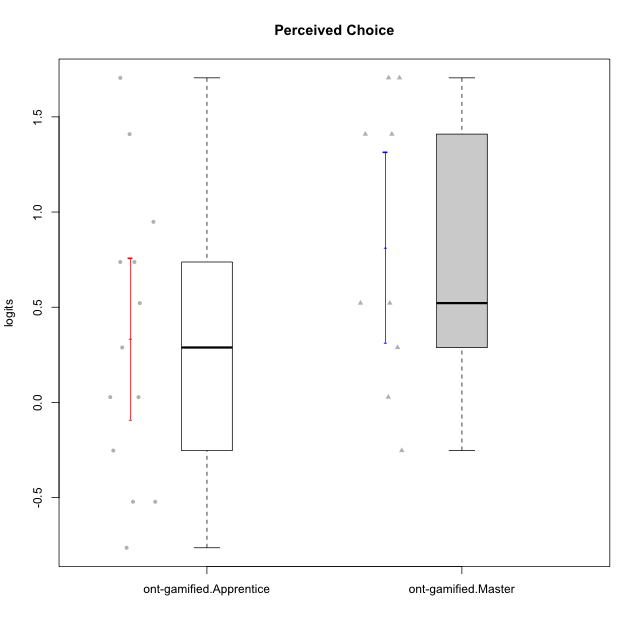 Perceived Choice
logits
1.5
1.0
0.5
0.0
-0.5
ont-gamified.Apprentice
ont-gamified.Master